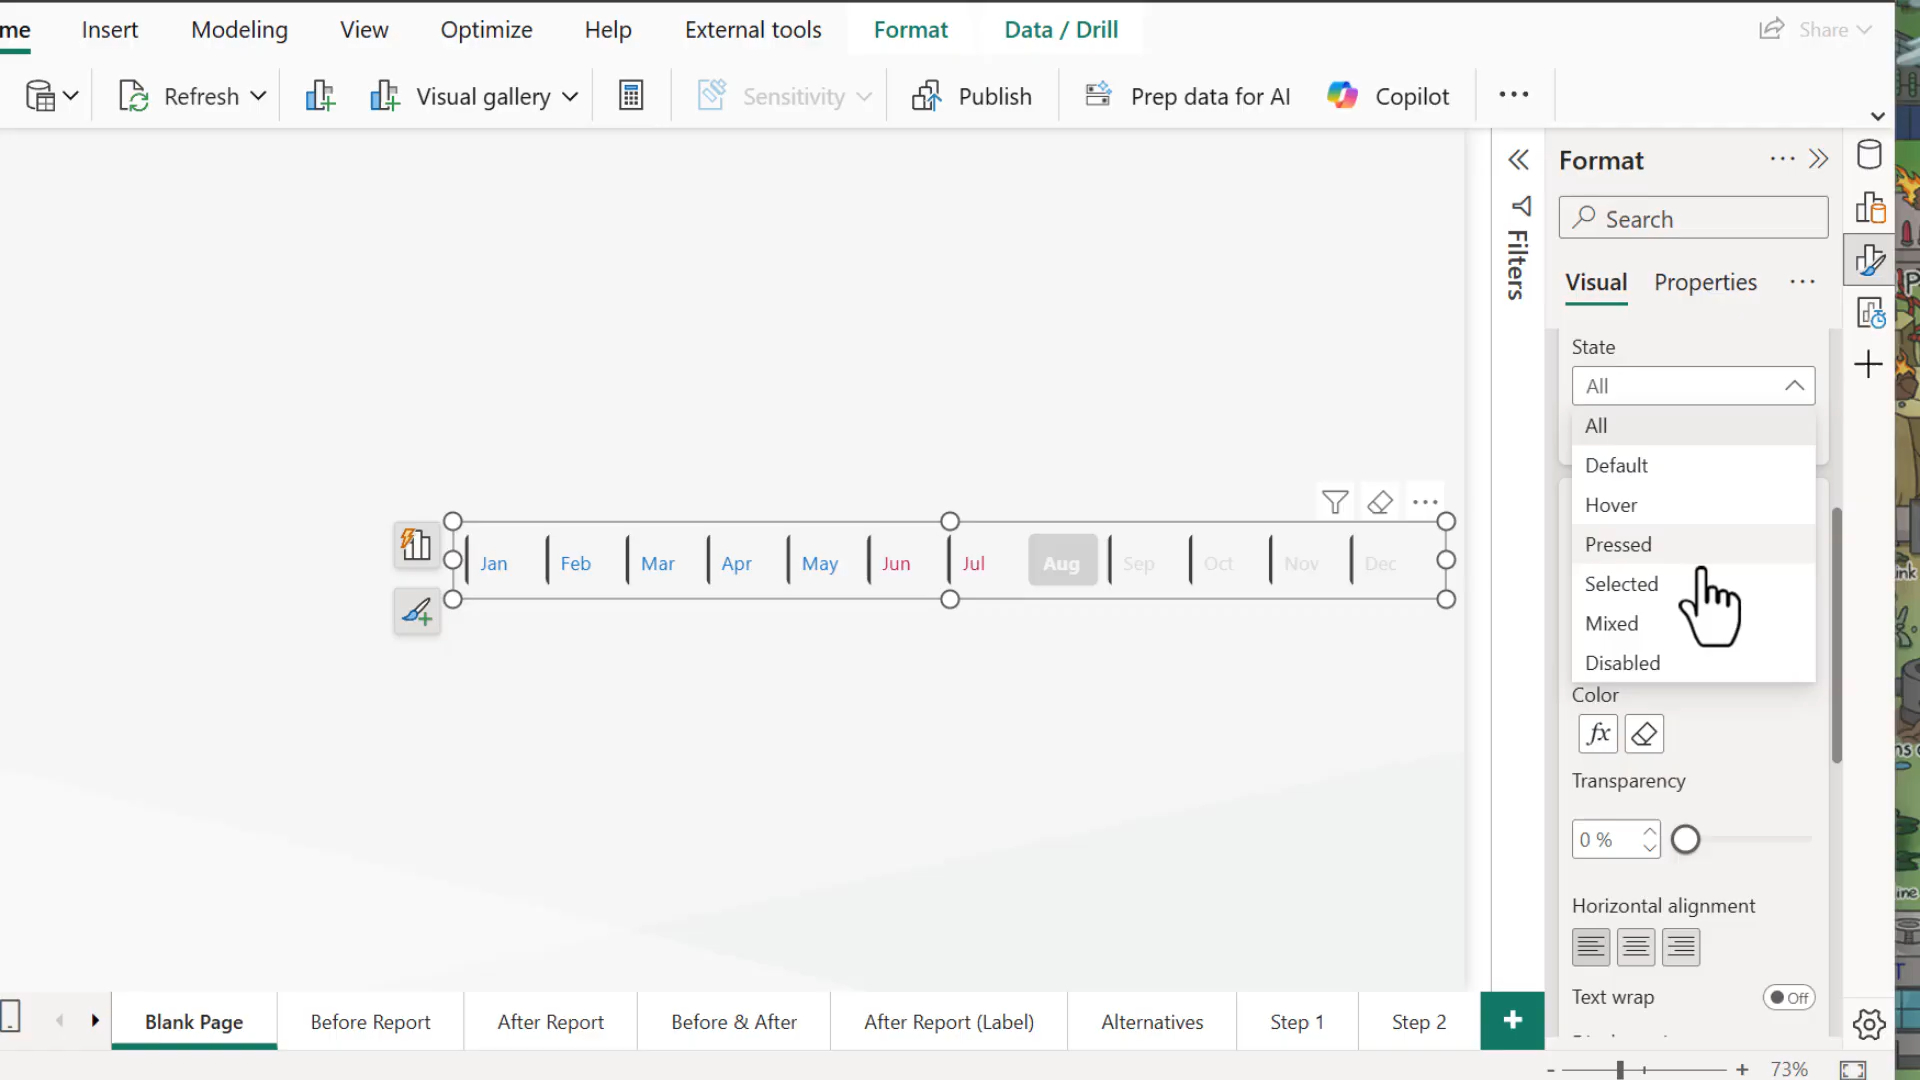 me Insert Modeling View Optimize Help External tools Format Data / Drill Share
Refresh Visual gallery Sensitivity Publish Prep data for AI Copilot
Format
Search
Filters
Visual Properties
State
All
All
Default
Hover
Pressed
Selected
Mixed
Disabled
Jan Feb Mar Apr May Jun Jul Aug Sep Oct Nov Dec
Color
fx
Transparency
0 %
Horizontal alignment
Text wrap Off
Blank Page Before Report After Report Before & After After Report (Label) Alternatives Step 1 Step 2 +
- + 73%